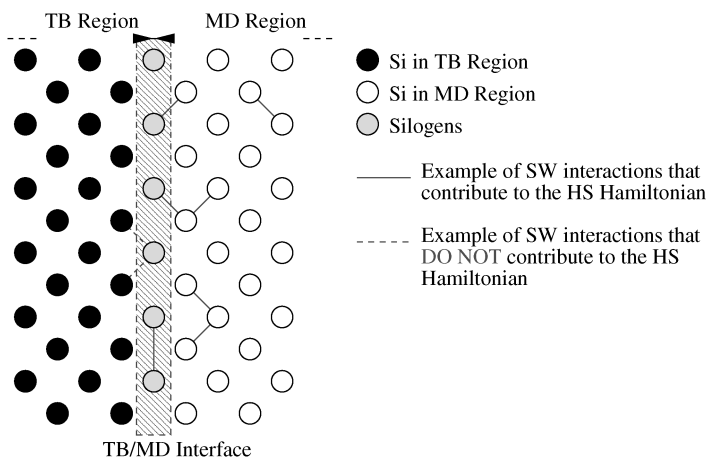 TB Region
MD Region
Si in TB Region
Si in MD Region
Silogens
Example of SW interactions that
contribute to the HS Hamiltonian
Example of SW interactions that
DO NOT contribute to the HS
Hamiltonian
TB/MD Interface